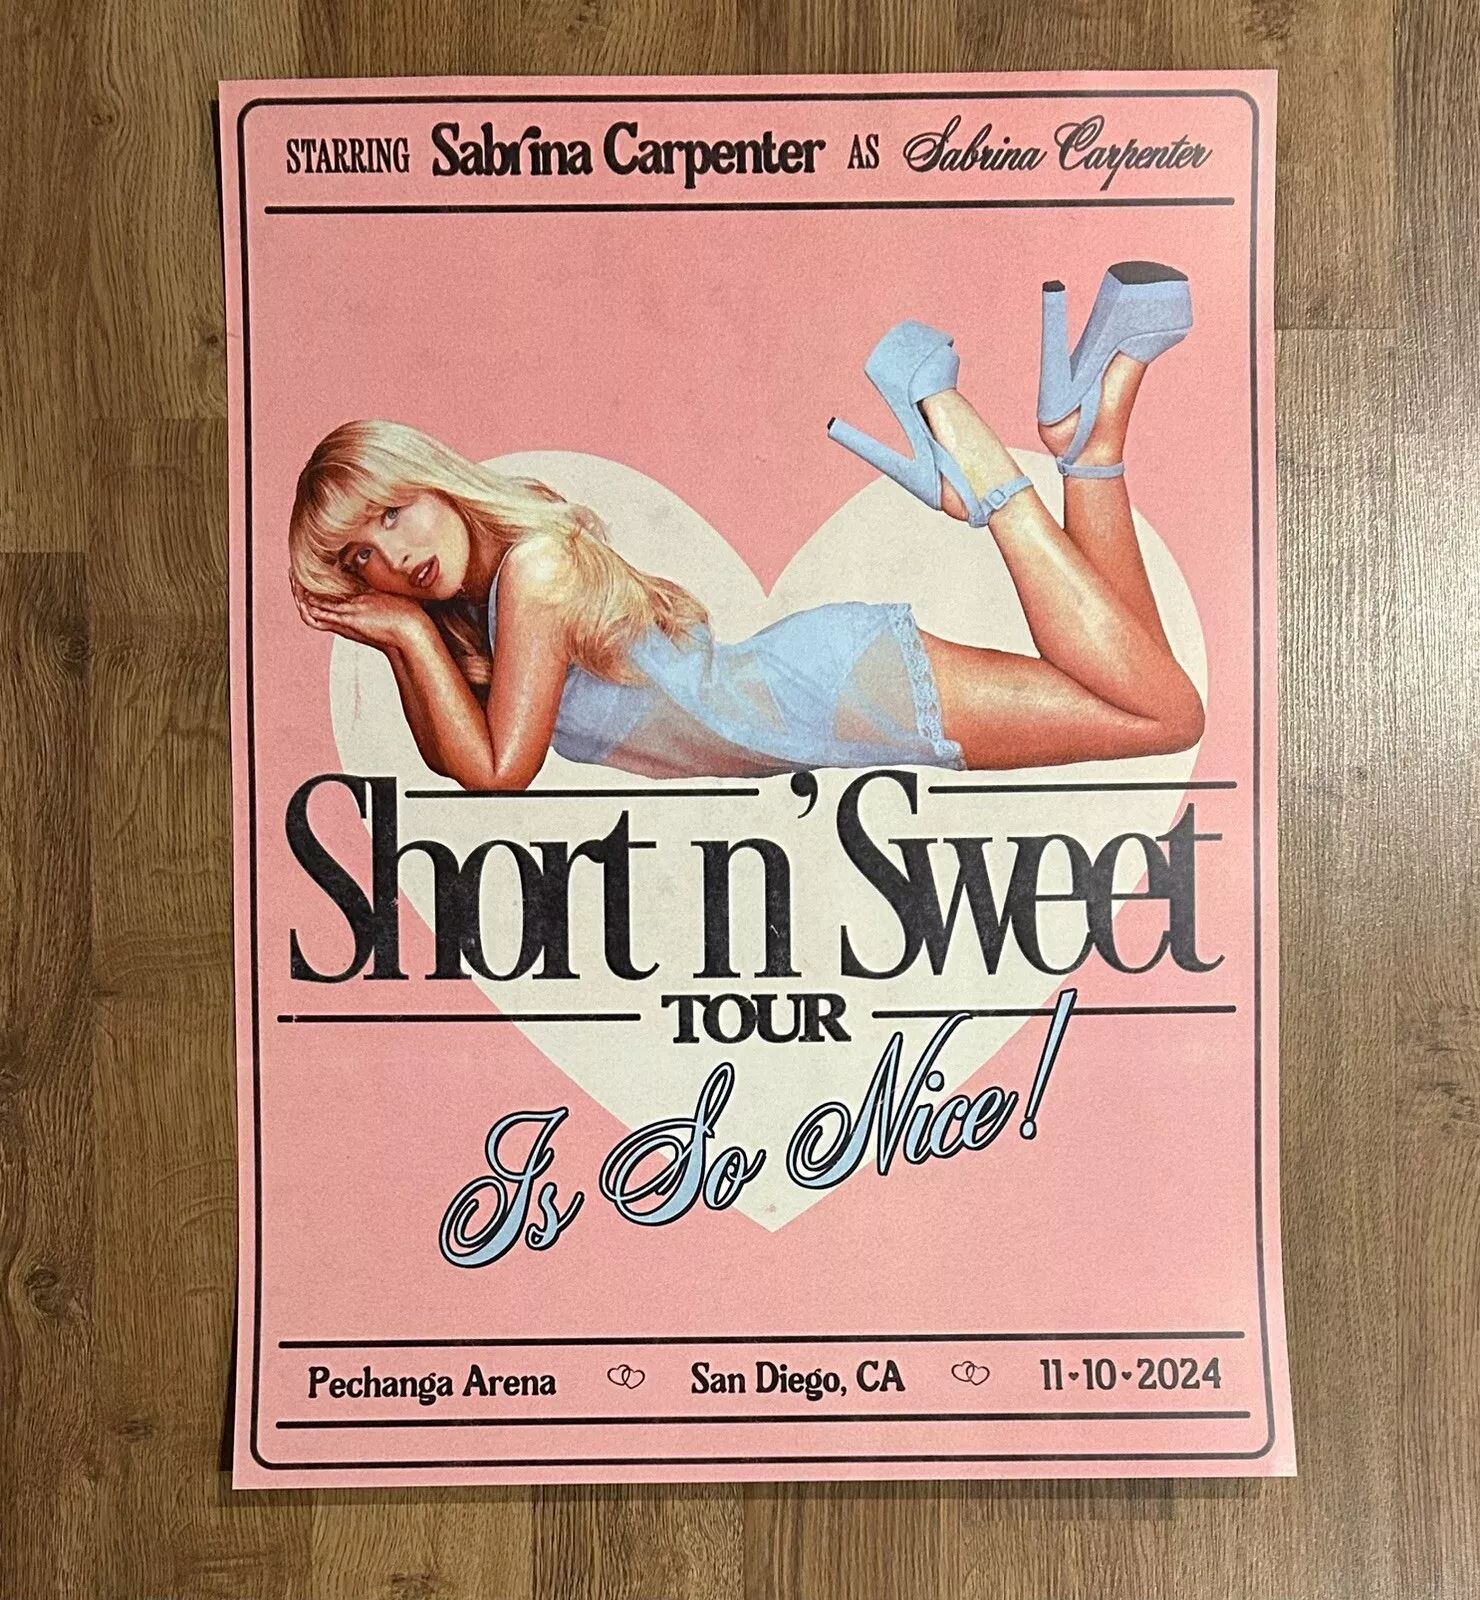 STARRING Sabrina Carpenter AS Sabrina Carpenter
Short n' Sweet
TOUR
Is So Nice!
Pechanga Arena San Diego, CA 11•10•2024